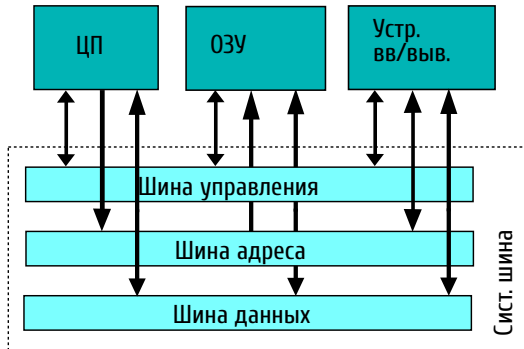 ЦП
ОЗУ
Устр.
вв/выв.
Шина управления
Шина адреса
Шина данных
Сист. шина